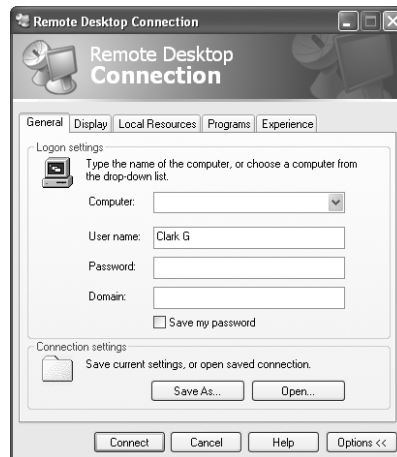 Remote Desktop Connection
Remote Desktop
Connection
General Display Local Resources Programs Experience
Logon settings
Type the name of the computer, or choose a computer from
the drop-down list.
Computer:
User name: Clark G
Password:
Domain:
Save my password
Connection settings
Save current settings, or open saved connection.
Save As... Open...
Connect Cancel Help Options <<